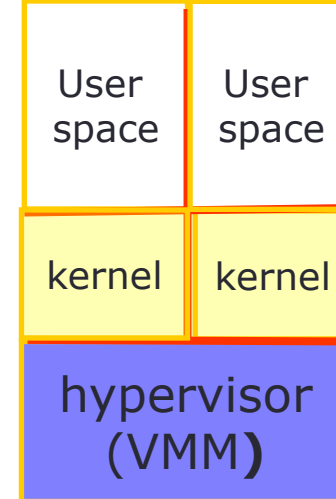 User
space
User
space
kernel
kernel
hypervisor
(VMM)